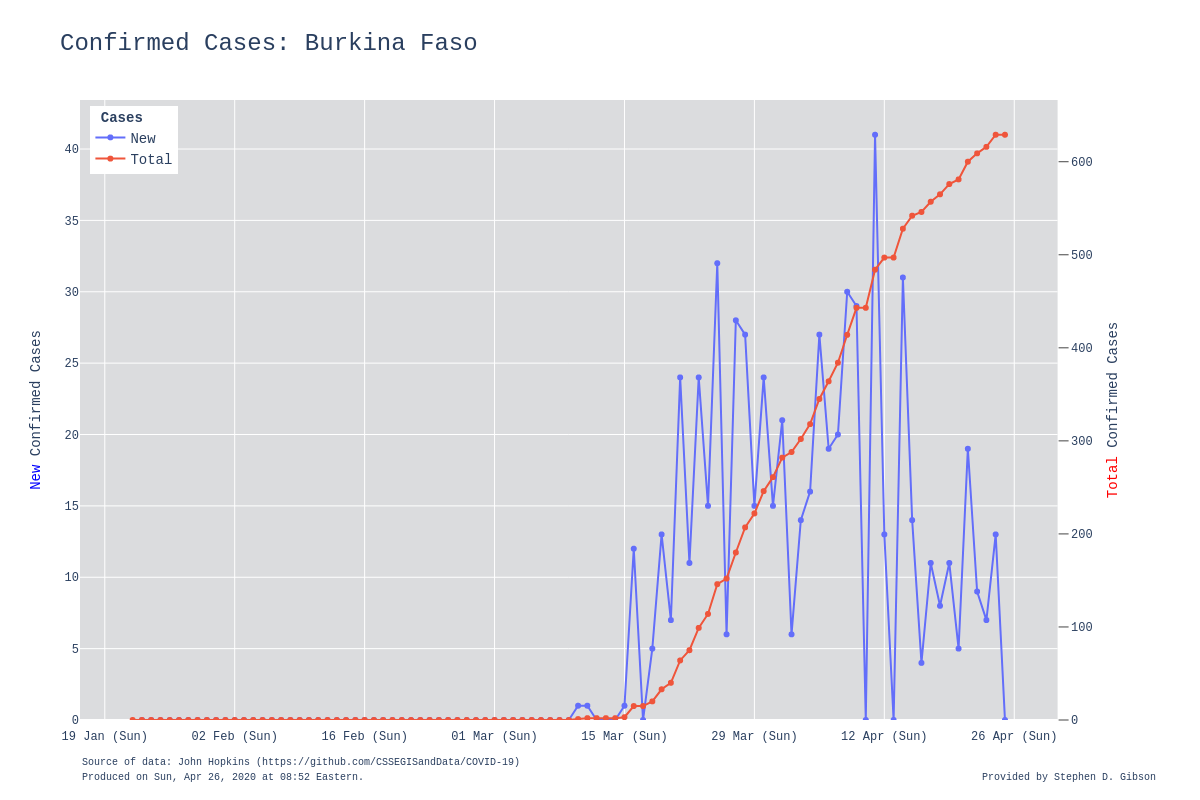 Confirmed Cases: Burkina Faso
Cases
New
Total
40
35
30
25
20
15
10
5
0
600
500
400
300
200
100
0
New Confirmed Cases
Total Confirmed Cases
19 Jan (Sun) 02 Feb (Sun) 16 Feb (Sun) 01 Mar (Sun) 15 Mar (Sun) 29 Mar (Sun) 12 Apr (Sun) 26 Apr (Sun)
Source of data: John Hopkins (https://github.com/CSSEGISandData/COVID-19)
Produced on Sun, Apr 26, 2020 at 08:52 Eastern.
Provided by Stephen D. Gibson